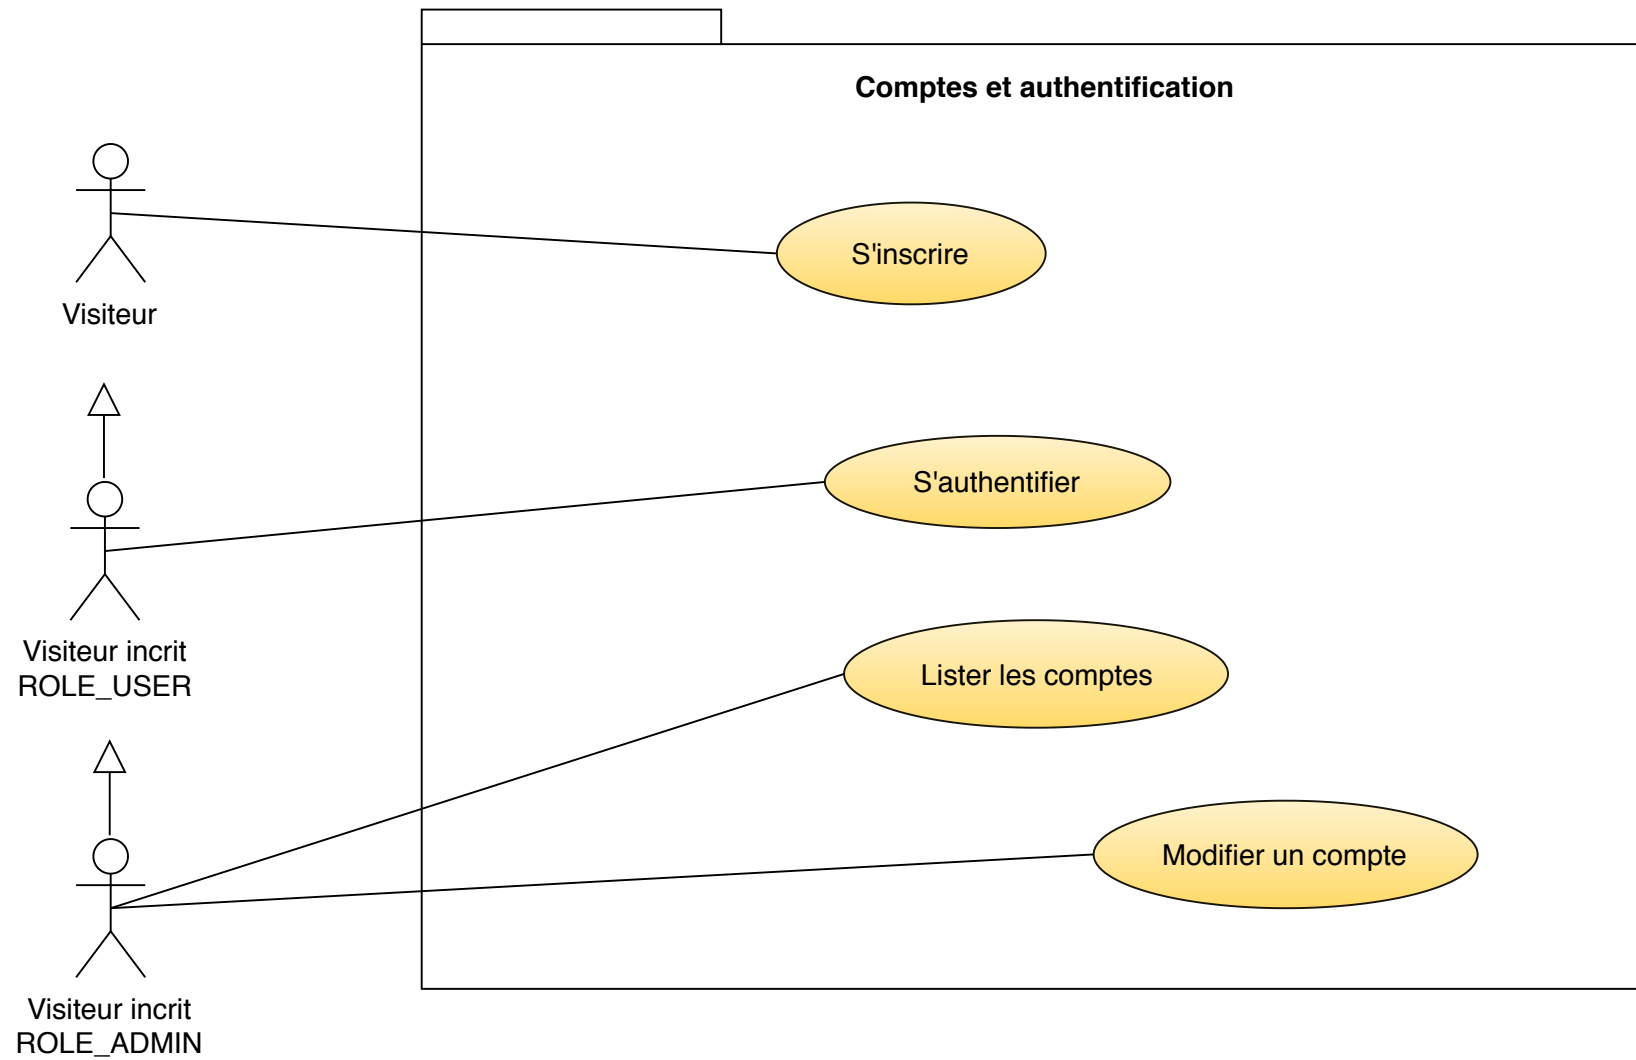 Comptes et authentification
S'inscrire
Visiteur
S'authentifier
Visiteur incrit
ROLE_USER
Lister les comptes
Modifier un compte
Visiteur incrit
ROLE_ADMIN